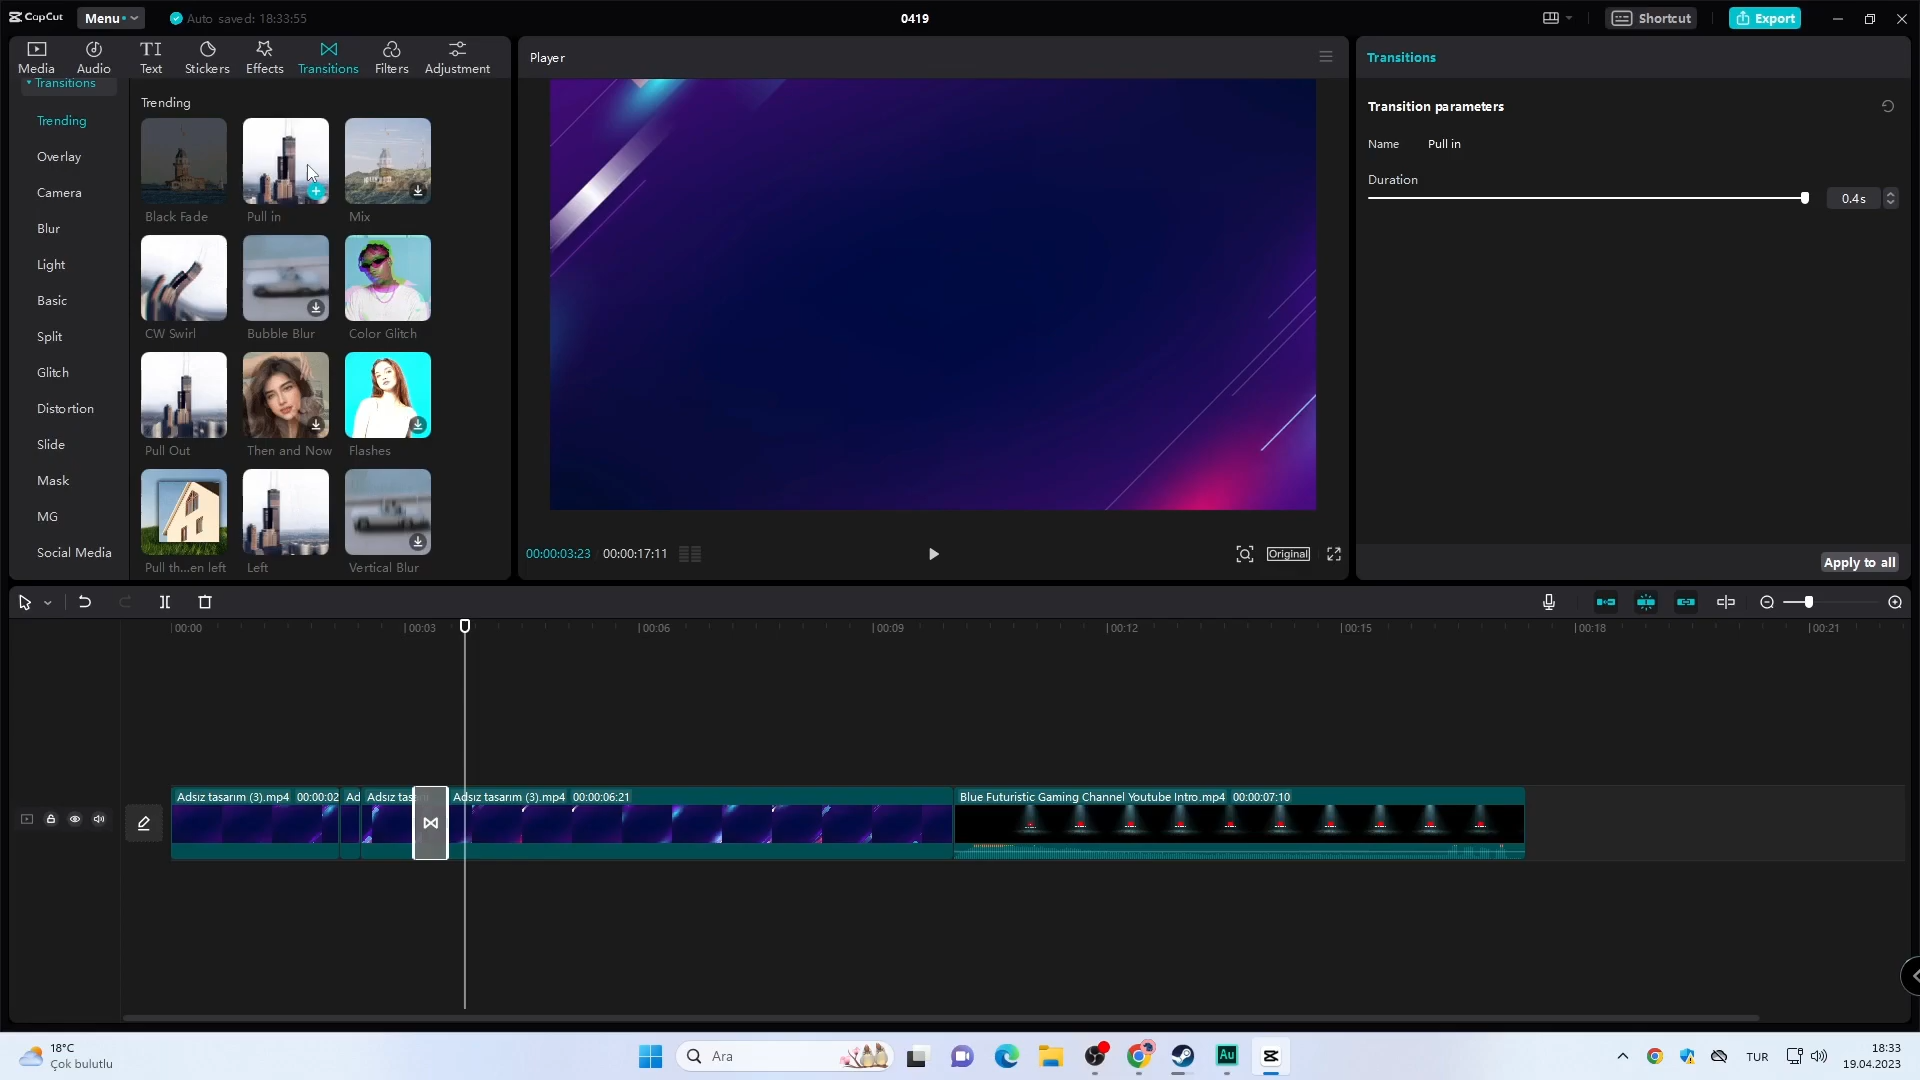 CapCut
Menu
Auto saved: 18:33:55
0419
Shortcut
Export
Media
Audio
Text
Stickers
Effects
Transitions
Filters
Adjustment
Transitions
Trending
Overlay
Camera
Blur
Light
Basic
Split
Glitch
Distortion
Slide
Mask
MG
Social Media
Trending
Black Fade
Pull in
Mix
CW Swirl
Bubble Blur
Color Glitch
Pull Out
Then and Now
Flashes
Pull th...en left
Left
Vertical Blur
Player
00:00:03:23
00:00:17:11
Original
Transitions
Transition parameters
Name Pull in
Duration
0.4s
Apply to all
00:00
00:03
00:06
00:09
00:12
00:15
00:18
00:21
Adsız tasarım (3).mp4 00:00:02
Ad
Adsız tas
Adsız tasarım (3).mp4 00:00:06:21
Blue Futuristic Gaming Channel Youtube Intro.mp4 00:00:07:10
18°C
Çok bulutlu
Ara
Au
TUR
18:33
19.04.2023